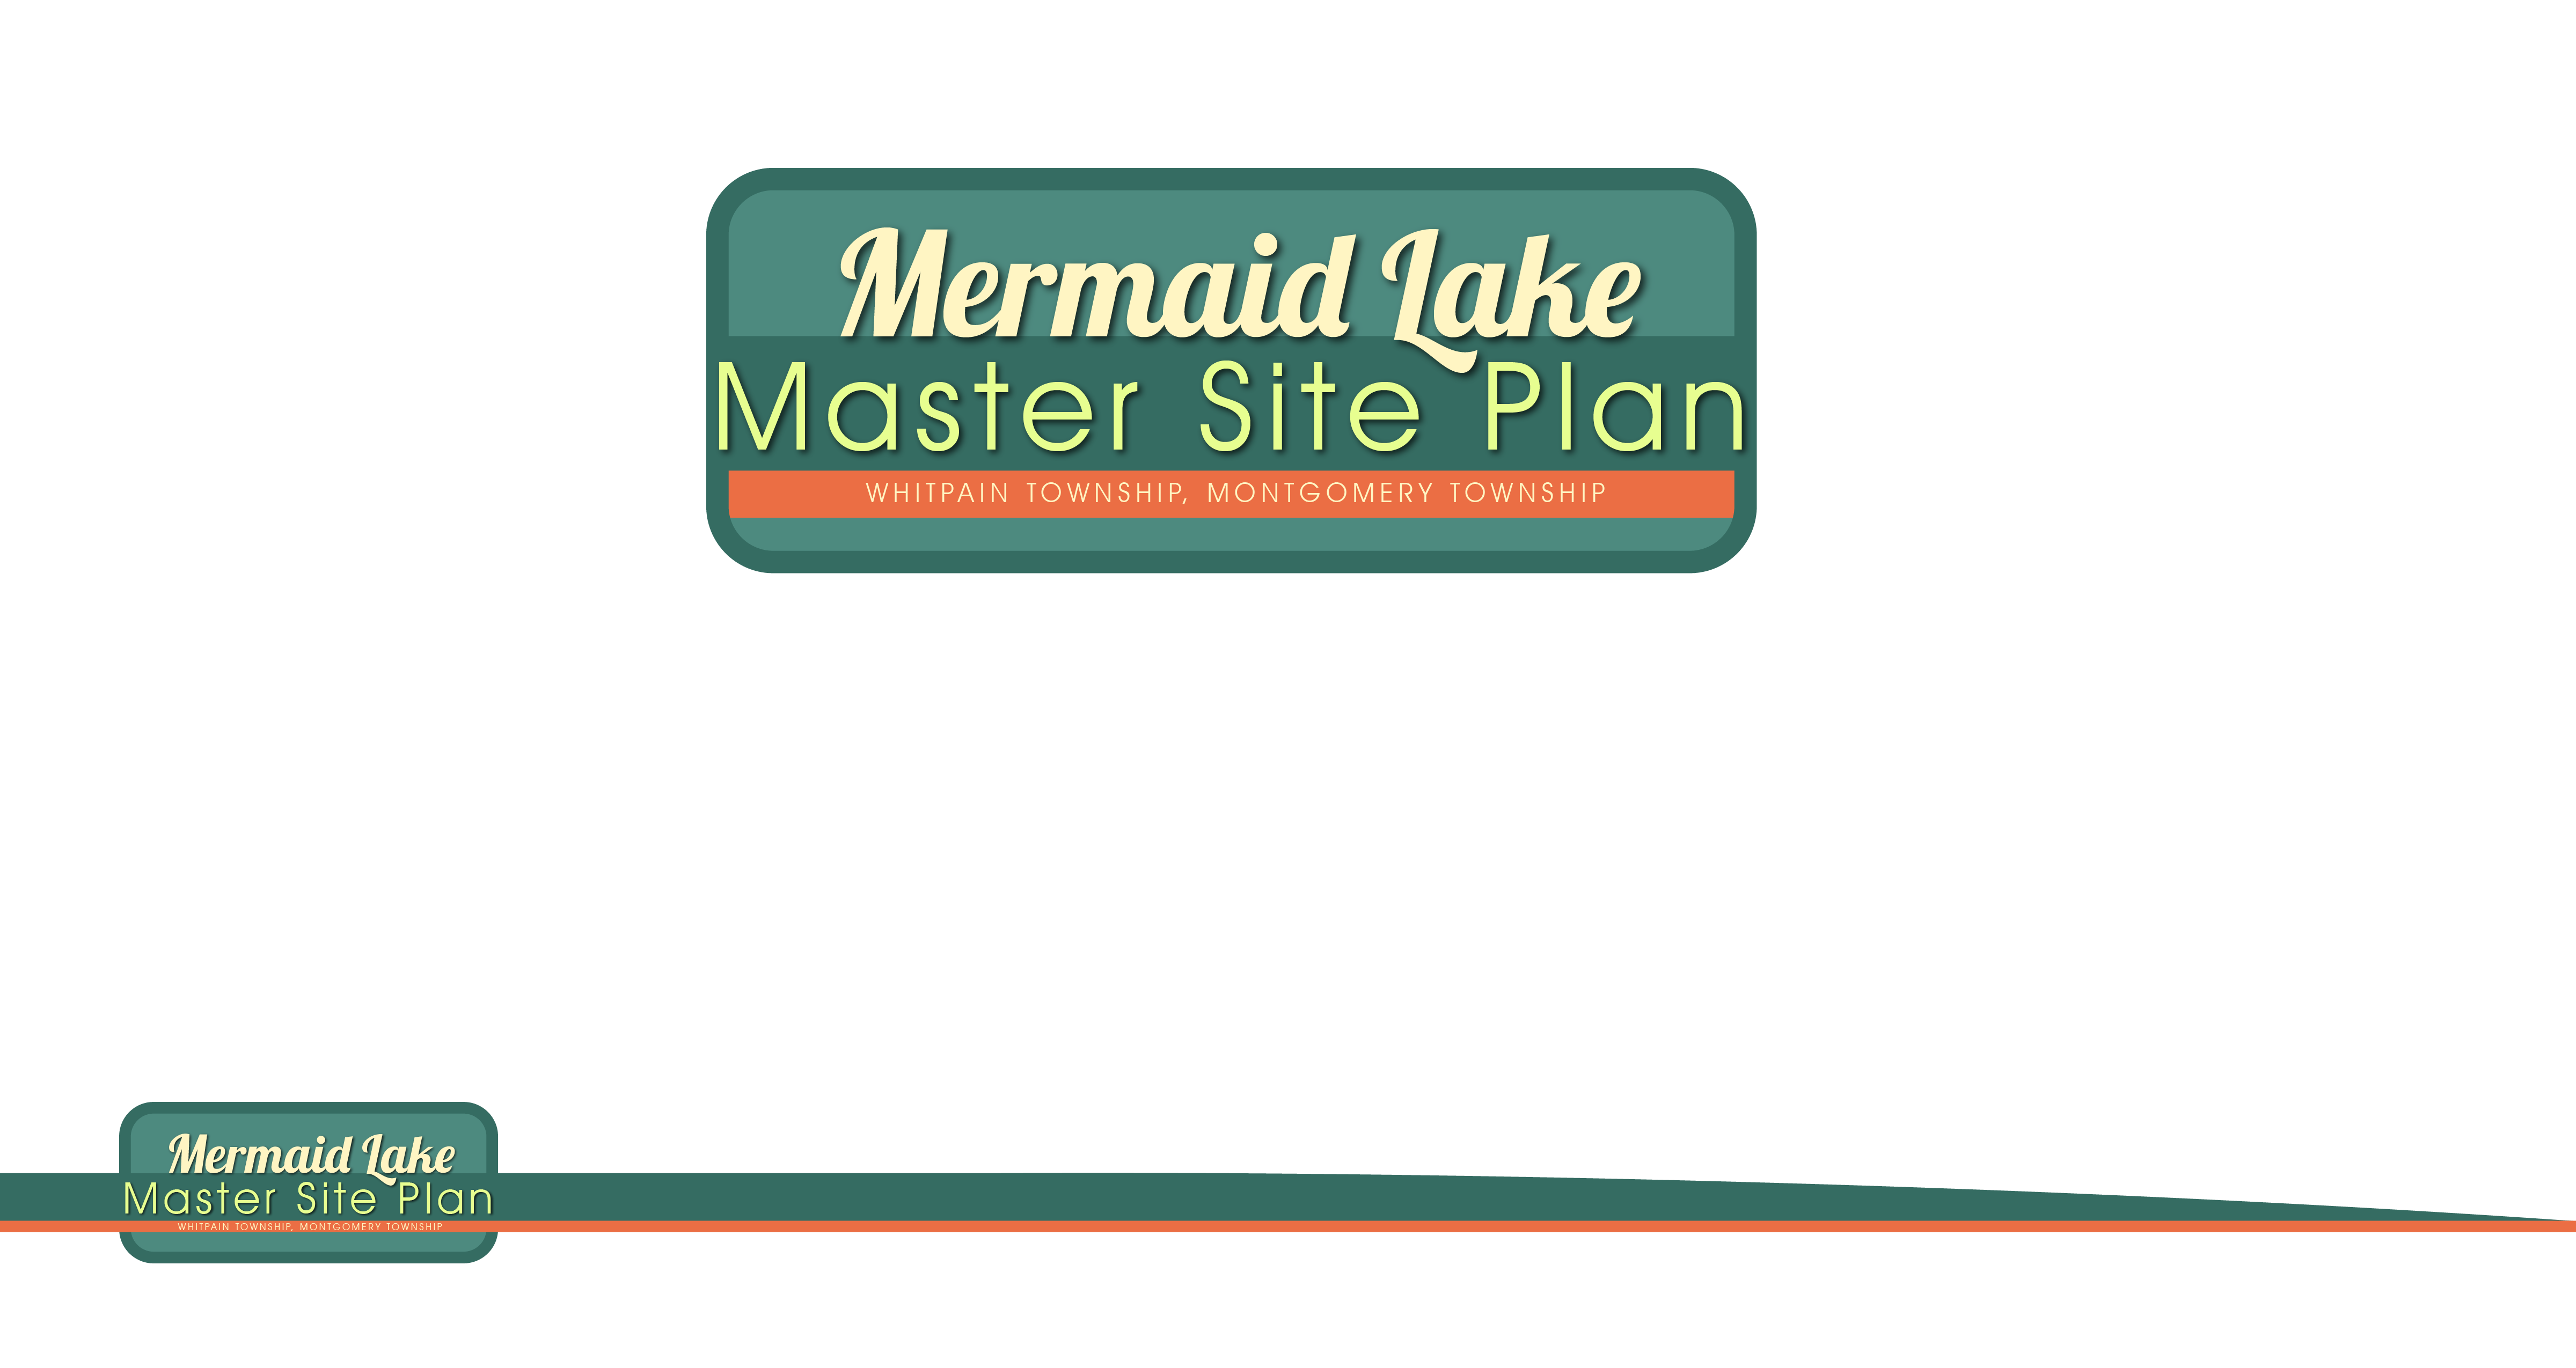 Mermaid Lake
Master Site Plan
WHITPAIN TOWNSHIP, MONTGOMERY TOWNSHIP
Mermaid Lake
Master Site Plan
WHITPAIN TOWNSHIP, MONTGOMERY TOWNSHIP